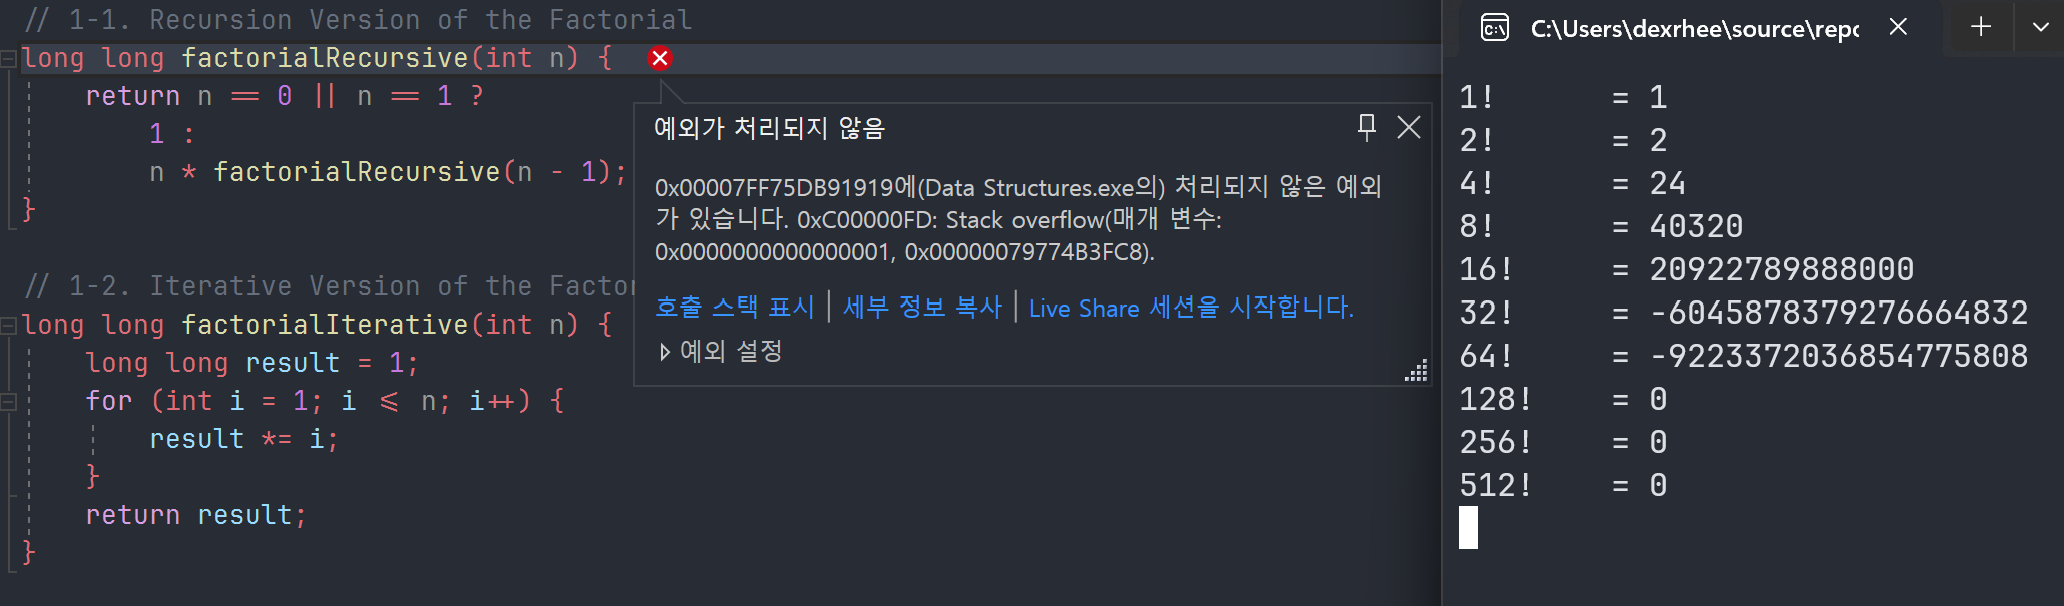 // 1-1. Recursion Version of the Factorial
long long factorialRecursive(int n) {
return n == 0 || n == 1 ?
1 :
n * factorialRecursive(n - 1);
}
// 1-2. Iterative Version of the Factor
long long factorialIterative(int n) {
long long result = 1;
for (int i = 1; i <= n; i++) {
result *= i;
}
return result;
}
예외가 처리되지 않음
0x00007FF75DB91919에(Data Structures.exe의) 처리되지 않은 예외
가 있습니다. 0xC00000FD: Stack overflow(매개 변수:
0x0000000000000001, 0x00000079774B3FC8).
호출 스택 표시 | 세부 정보 복사 | Live Share 세션을 시작합니다.
예외 설정
C:\Users\dexrhee\source\repo
1! = 1
2! = 2
4! = 24
8! = 40320
16! = 20922789888000
32! = -6045878379276664832
64! = -9223372036854775808
128! = 0
256! = 0
512! = 0